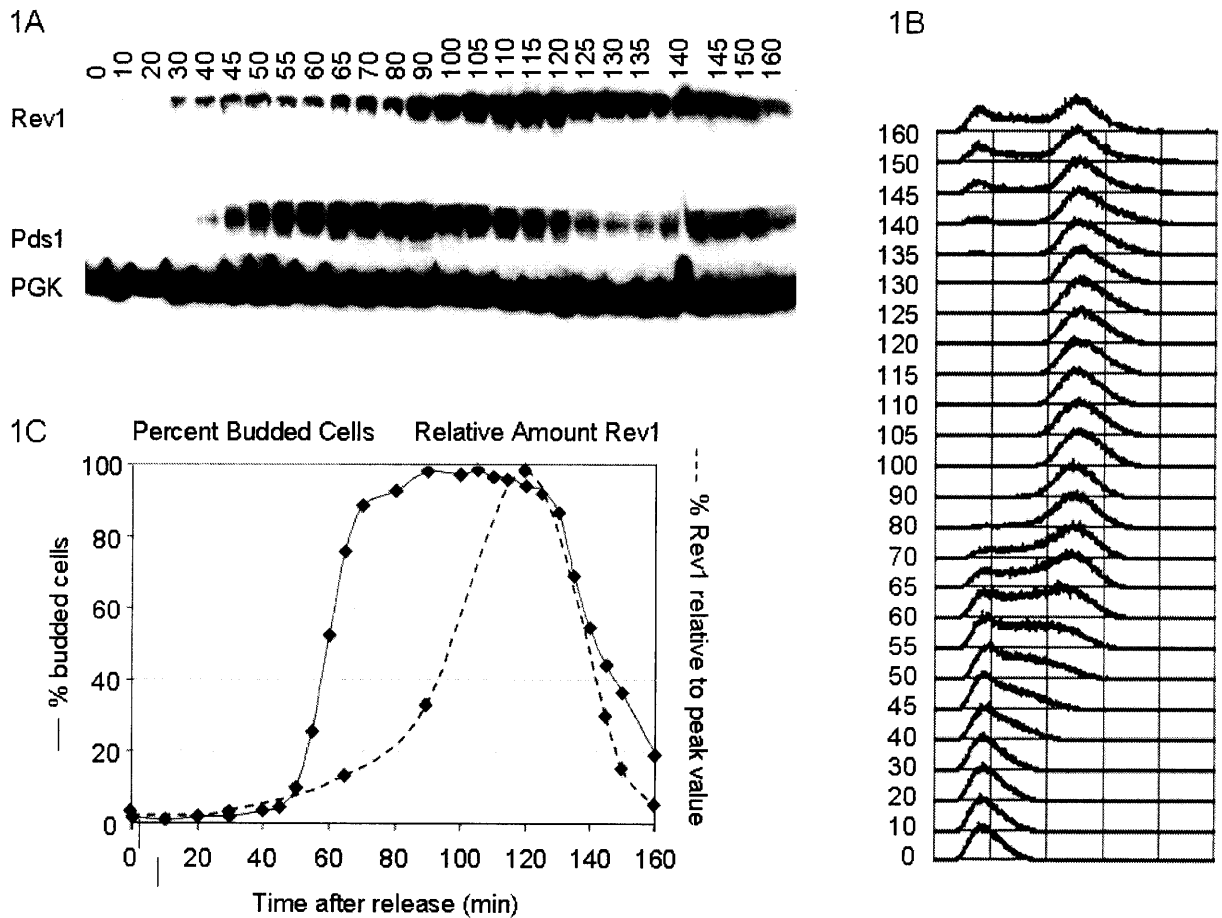 1A
0 10 20 30 40 45 50 55 60 65 70 80 90 100 105 110 115 120 125 130 135 140 145 150 160
Rev1
Pds1
PGK
1B
160
150
145
140
135
130
125
120
115
110
105
100
90
80
70
65
60
55
50
45
40
30
20
10
0
1C
Percent Budded Cells
Relative Amount Rev1
100
80
60
40
20
0
% budded cells
% Rev1 relative to peak value
0 20 40 60 80 100 120 140 160
Time after release (min)